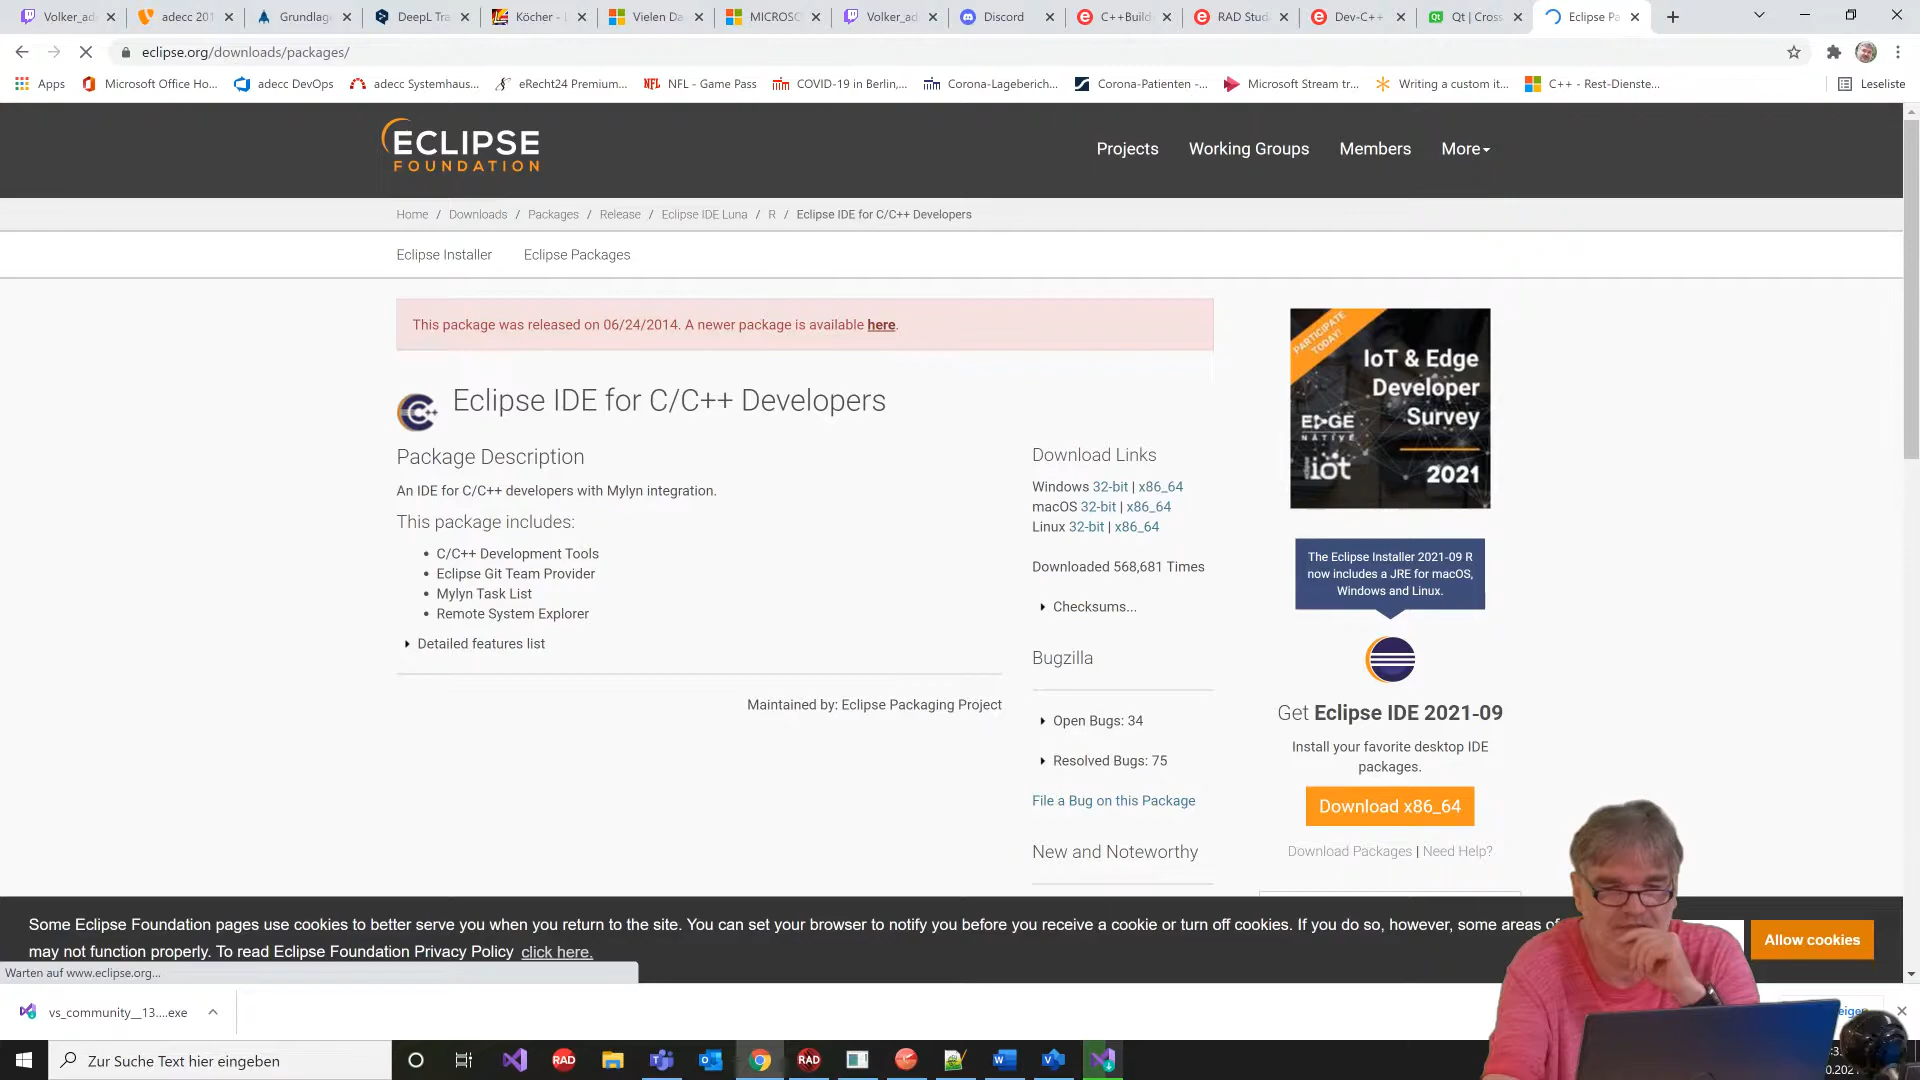 Volker_ad
adecc 201
Grundlag
DeepL Tra
Köcher -
Vielen Da
MICROSC
Volker_ad
Discord
C++Build
RAD Stud
Dev-C++
Qt | Cross
Eclipse Pa
eclipse.org/downloads/packages/
Apps
Microsoft Office Ho...
adecc DevOps
adecc Systemhaus...
eRecht24 Premium...
NFL - Game Pass
COVID-19 in Berlin,...
Corona-Lageberich...
Corona-Patienten -...
Microsoft Stream tr...
Writing a custom it...
C++ - Rest-Dienste...
Leseliste
ECLIPSE
FOUNDATION
Projects
Working Groups
Members
More
Home / Downloads / Packages / Release / Eclipse IDE Luna / R / Eclipse IDE for C/C++ Developers
Eclipse Installer
Eclipse Packages
This package was released on 06/24/2014. A newer package is available here.
C++
Eclipse IDE for C/C++ Developers
Package Description
An IDE for C/C++ developers with Mylyn integration.
This package includes:
• C/C++ Development Tools
• Eclipse Git Team Provider
• Mylyn Task List
• Remote System Explorer
Detailed features list
Maintained by: Eclipse Packaging Project
Download Links
Windows 32-bit | x86_64
macOS 32-bit | x86_64
Linux 32-bit | x86_64
Downloaded 568,681 Times
Checksums...
Bugzilla
Open Bugs: 34
Resolved Bugs: 75
File a Bug on this Package
New and Noteworthy
PARTICIPATE
TODAY!
IoT & Edge
Developer
Survey
2021
EDGE
NATIVE
iot
The Eclipse Installer 2021-09 R
now includes a JRE for macOS,
Windows and Linux.
Get Eclipse IDE 2021-09
Install your favorite desktop IDE
packages.
Download x86_64
Download Packages | Need Help?
Some Eclipse Foundation pages use cookies to better serve you when you return to the site. You can set your browser to notify you before you receive a cookie or turn off cookies. If you do so, however, some areas of
may not function properly. To read Eclipse Foundation Privacy Policy click here.
Allow cookies
Warten auf www.eclipse.org...
vs_community__13....exe
Zur Suche Text hier eingeben
RAD
RAD